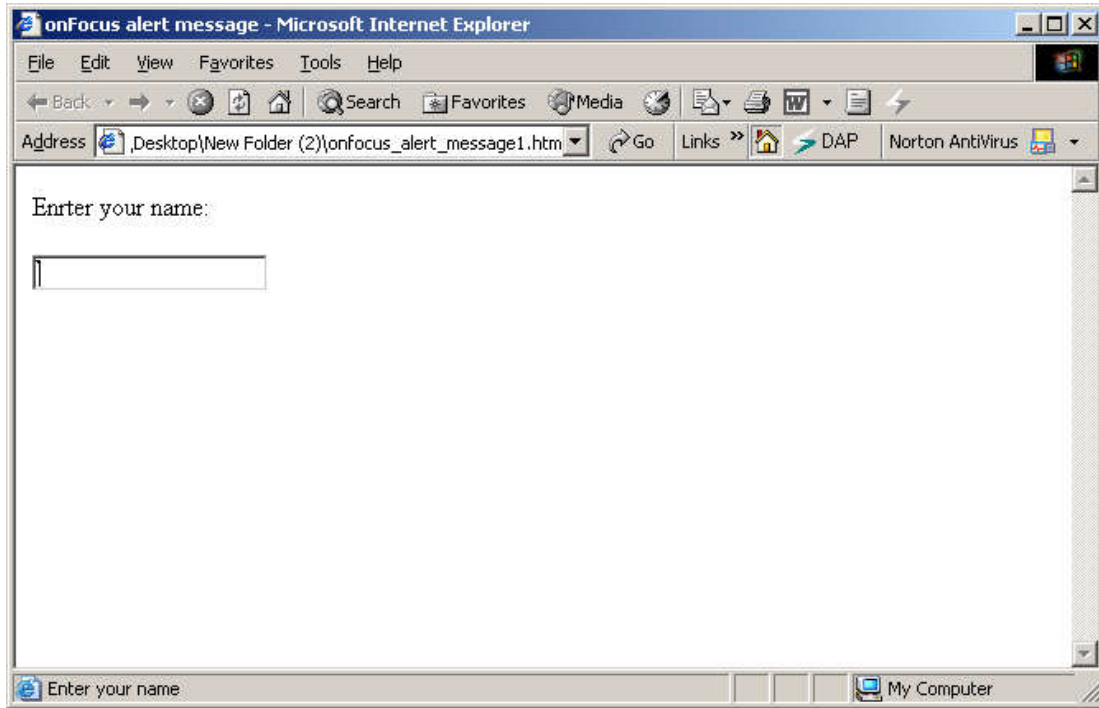 onFocus alert message - Microsoft Internet Explorer
File Edit View Favorites Tools Help
Back Search Favorites Media W
Address ,Desktop\New Folder (2)\onfocus_alert_message1.htm Go Links » DAP Norton AntiVirus
Enrter your name:
Enter your name My Computer